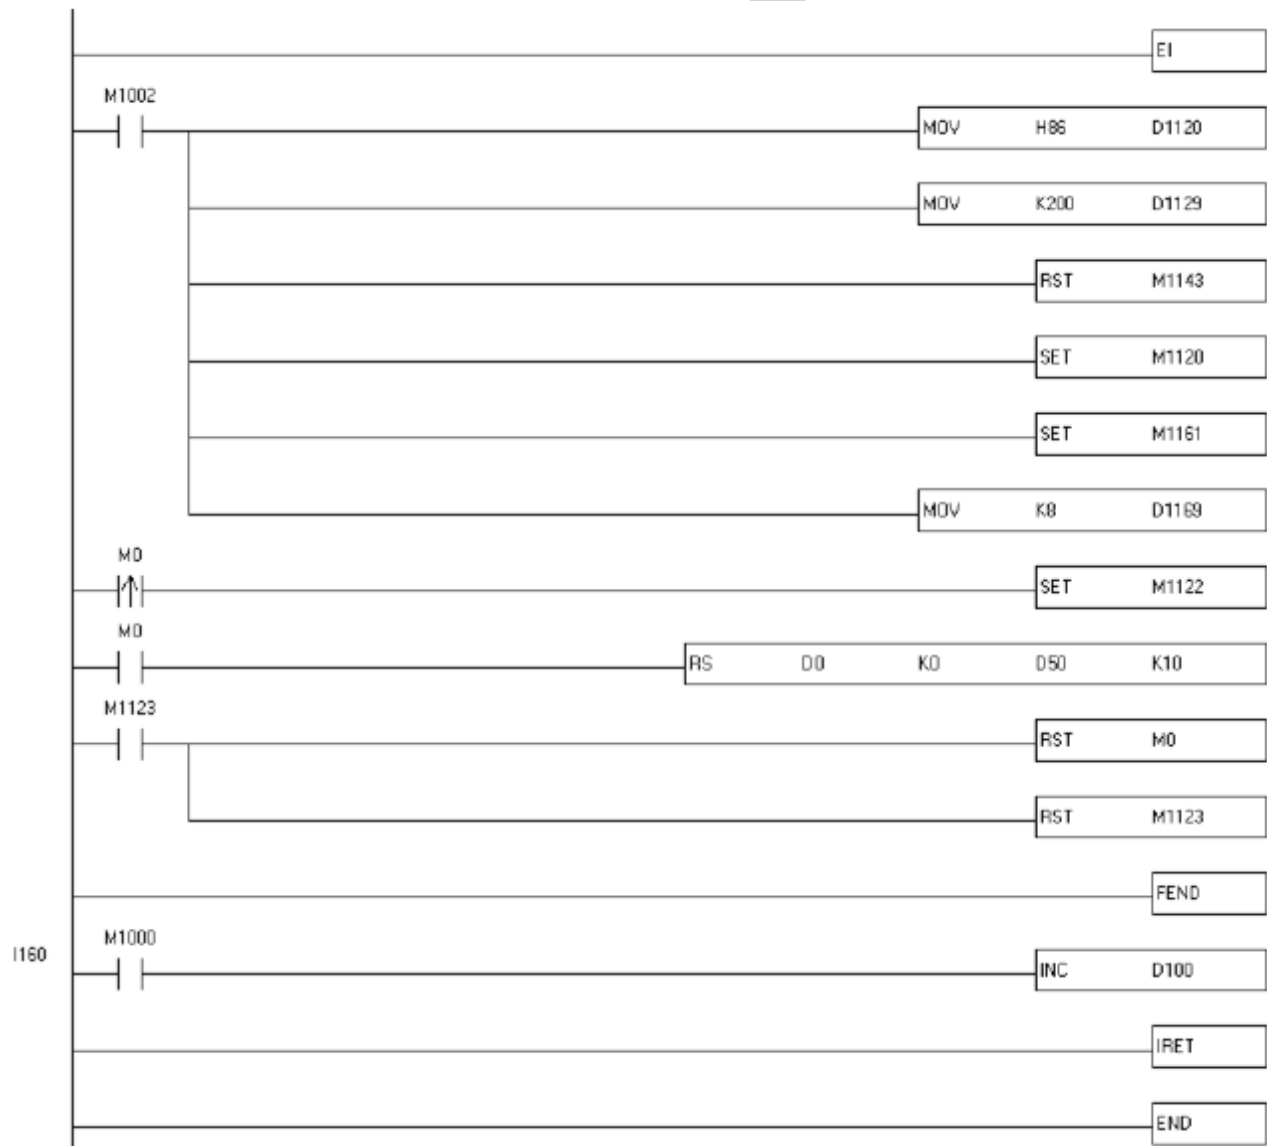 EI
M1002
MOV H86 D1120
MOV K200 D1129
RST M1143
SET M1120
SET M1161
MOV K8 D1169
M0
SET M1122
M0
RS D0 K0 D50 K10
M1123
RST M0
RST M1123
FEND
M1000
I160
INC D100
IRET
END